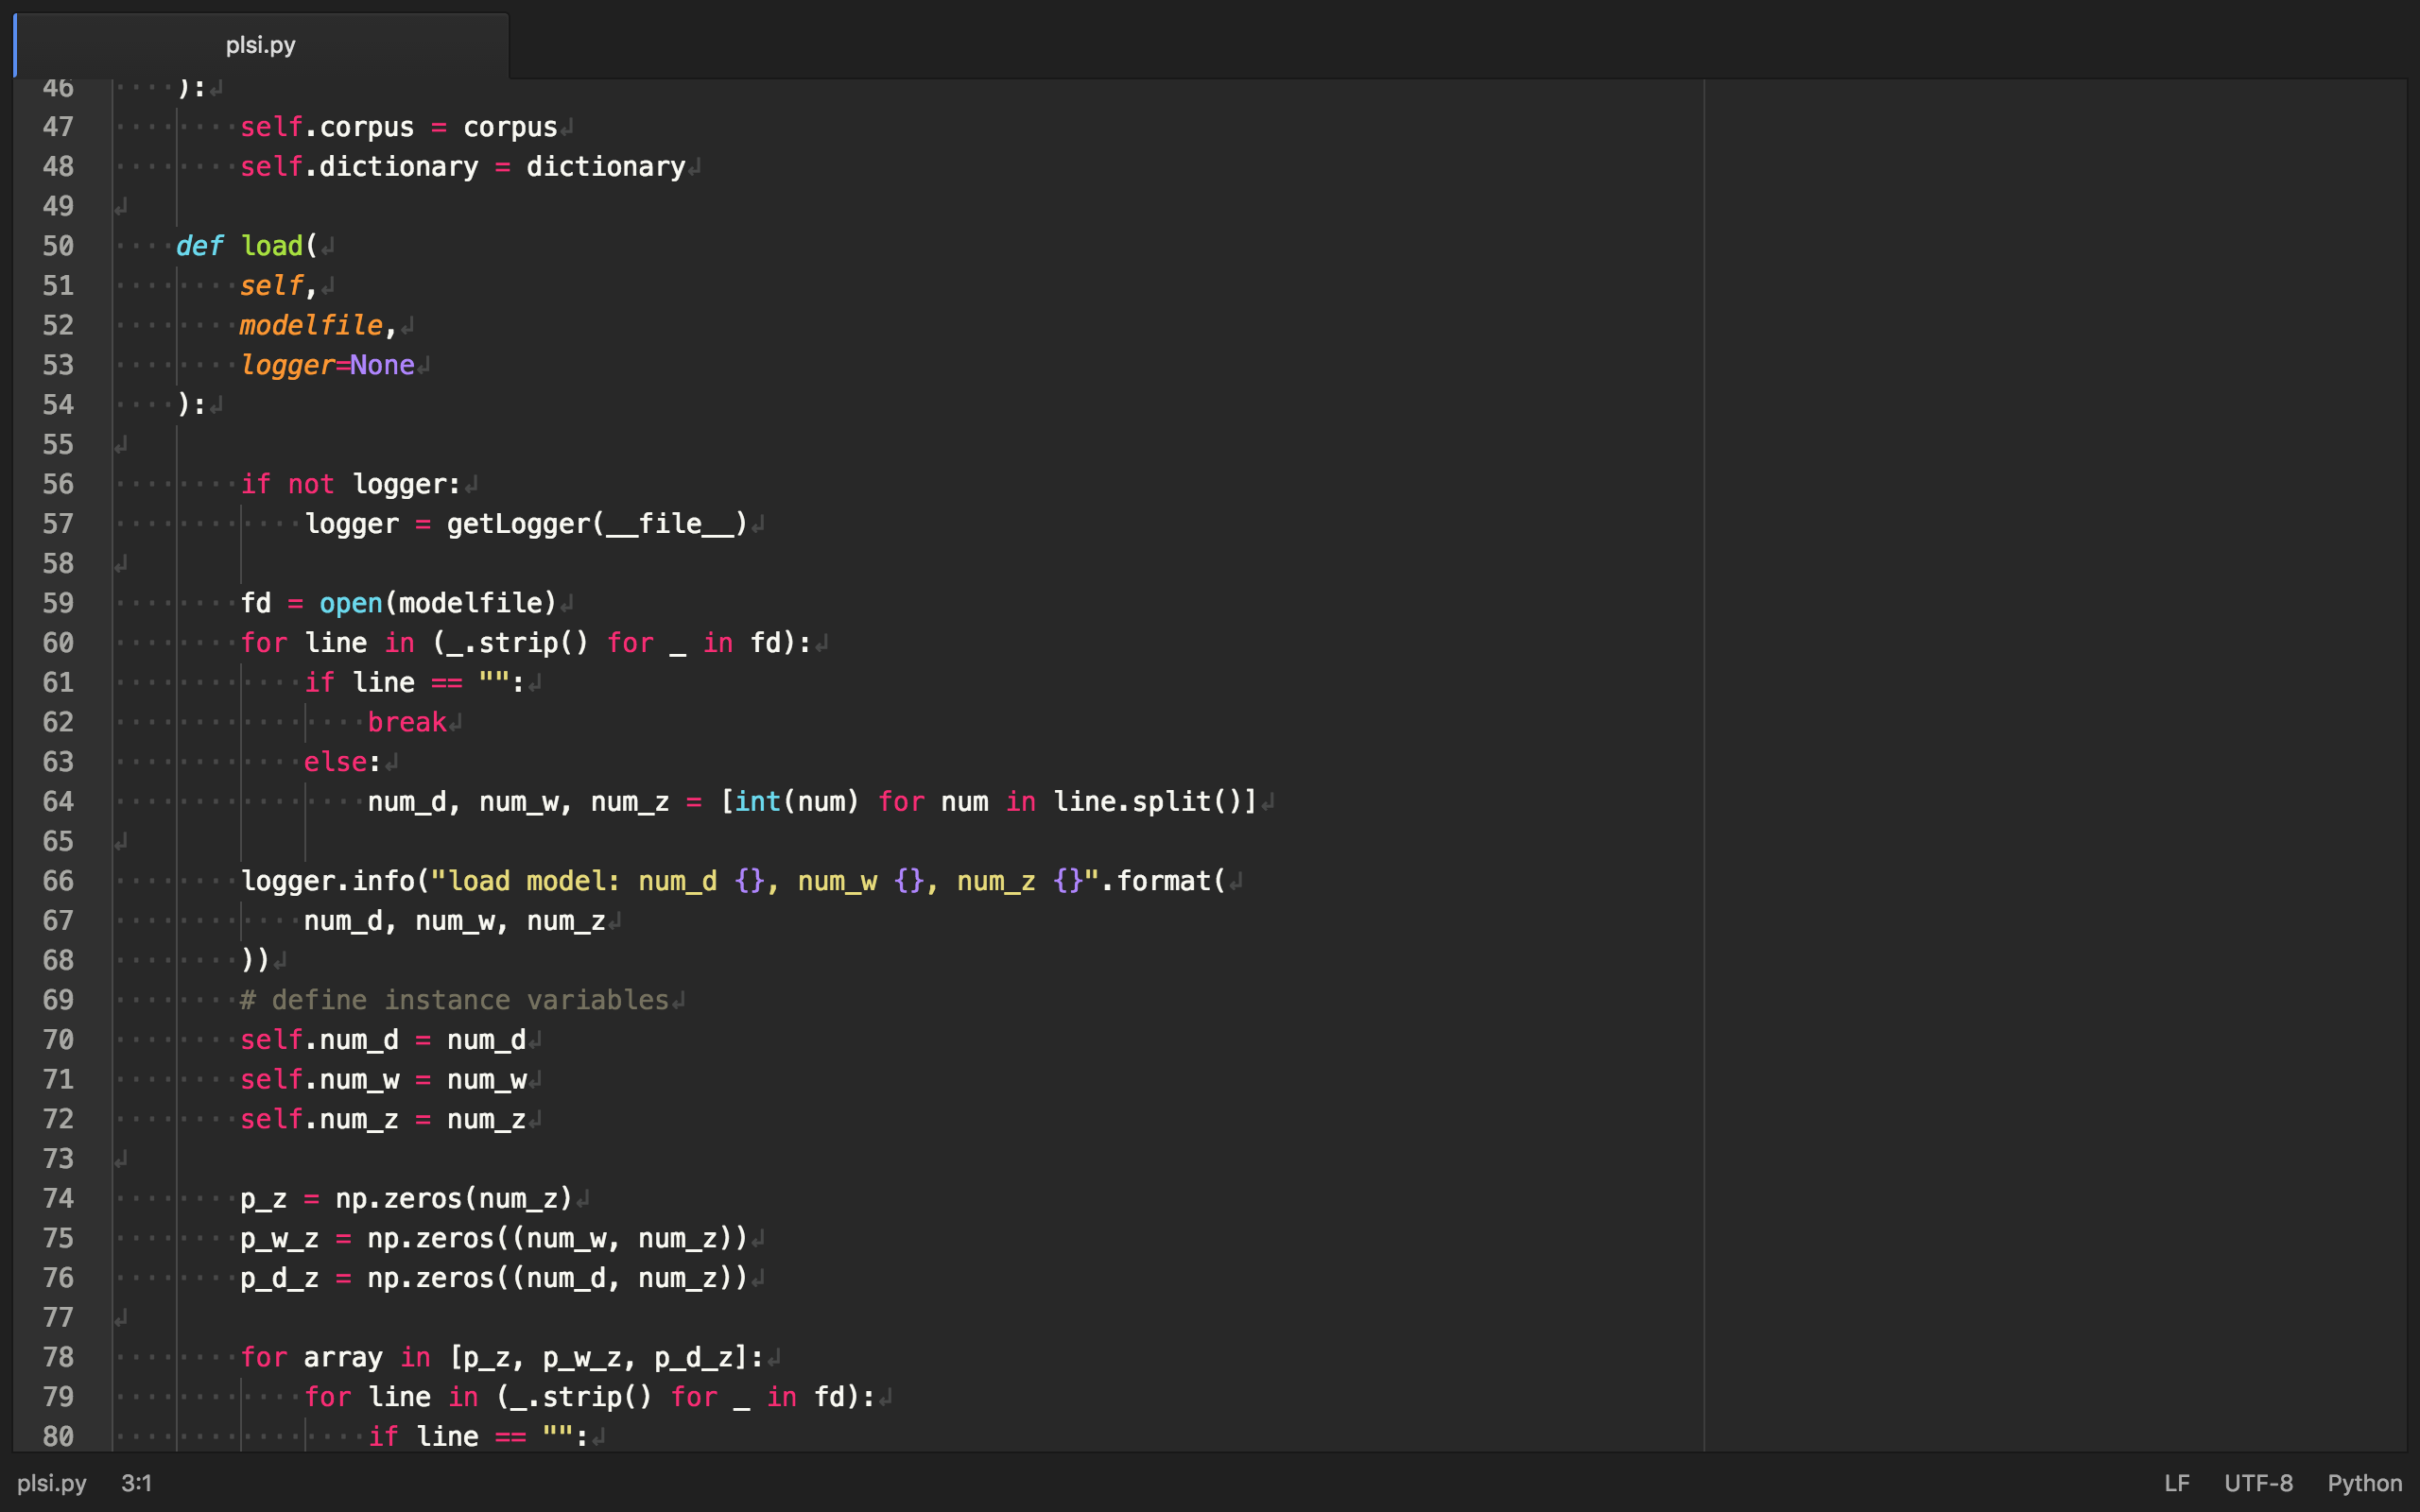 plsi.py
46     ):
47         self.corpus = corpus
48         self.dictionary = dictionary
49
50     def load(
51         self,
52         modelfile,
53         logger=None
54     ):
55
56         if not logger:
57             logger = getLogger(__file__)
58
59         fd = open(modelfile)
60         for line in (_.strip() for _ in fd):
61             if line == "":
62                 break
63             else:
64                 num_d, num_w, num_z = [int(num) for num in line.split()]
65
66         logger.info("load model: num_d {}, num_w {}, num_z {}".format(
67             num_d, num_w, num_z
68         ))
69         # define instance variables
70         self.num_d = num_d
71         self.num_w = num_w
72         self.num_z = num_z
73
74         p_z = np.zeros(num_z)
75         p_w_z = np.zeros((num_w, num_z))
76         p_d_z = np.zeros((num_d, num_z))
77
78         for array in [p_z, p_w_z, p_d_z]:
79             for line in (_.strip() for _ in fd):
80                 if line == "":
plsi.py 3:1 LF UTF-8 Python